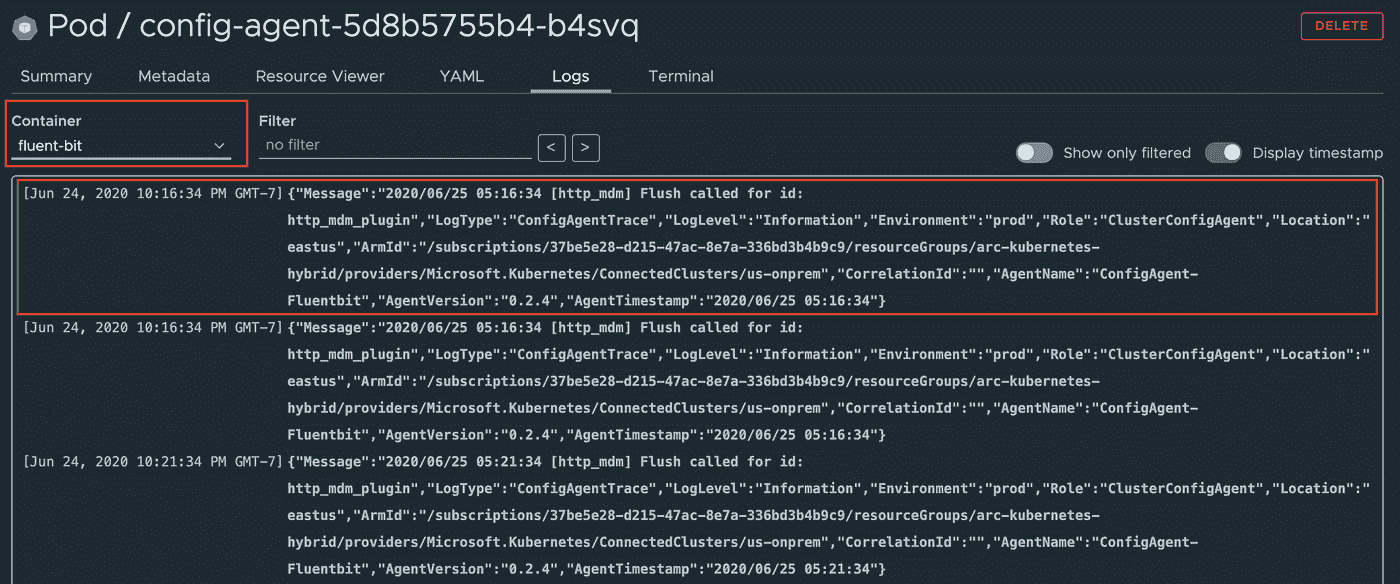 Pod / config-agent-5d8b5755b4-b4svq
DELETE
Summary Metadata Resource Viewer YAML Logs Terminal
Container
fluent-bit
Filter
no filter
< >
Show only filtered
Display timestamp
[Jun 24, 2020 10:16:34 PM GMT-7] {"Message":"2020/06/25 05:16:34 [http_mdm] Flush called for id:
http_mdm_plugin","LogType":"ConfigAgentTrace","LogLevel":"Information","Environment":"prod","Role":"ClusterConfigAgent","Location":"
eastus","ArmId":"/subscriptions/37be5e28-d215-47ac-8e7a-336bd3b4b9c9/resourceGroups/arc-kubernetes-
hybrid/providers/Microsoft.Kubernetes/ConnectedClusters/us-onprem","CorrelationId":"","AgentName":"ConfigAgent-
Fluentbit","AgentVersion":"0.2.4","AgentTimestamp":"2020/06/25 05:16:34"}
[Jun 24, 2020 10:16:34 PM GMT-7] {"Message":"2020/06/25 05:16:34 [http_mdm] Flush called for id:
http_mdm_plugin","LogType":"ConfigAgentTrace","LogLevel":"Information","Environment":"prod","Role":"ClusterConfigAgent","Location":"
eastus","ArmId":"/subscriptions/37be5e28-d215-47ac-8e7a-336bd3b4b9c9/resourceGroups/arc-kubernetes-
hybrid/providers/Microsoft.Kubernetes/ConnectedClusters/us-onprem","CorrelationId":"","AgentName":"ConfigAgent-
Fluentbit","AgentVersion":"0.2.4","AgentTimestamp":"2020/06/25 05:16:34"}
[Jun 24, 2020 10:21:34 PM GMT-7] {"Message":"2020/06/25 05:21:34 [http_mdm] Flush called for id:
http_mdm_plugin","LogType":"ConfigAgentTrace","LogLevel":"Information","Environment":"prod","Role":"ClusterConfigAgent","Location":"
eastus","ArmId":"/subscriptions/37be5e28-d215-47ac-8e7a-336bd3b4b9c9/resourceGroups/arc-kubernetes-
hybrid/providers/Microsoft.Kubernetes/ConnectedClusters/us-onprem","CorrelationId":"","AgentName":"ConfigAgent-
Fluentbit","AgentVersion":"0.2.4","AgentTimestamp":"2020/06/25 05:21:34"}